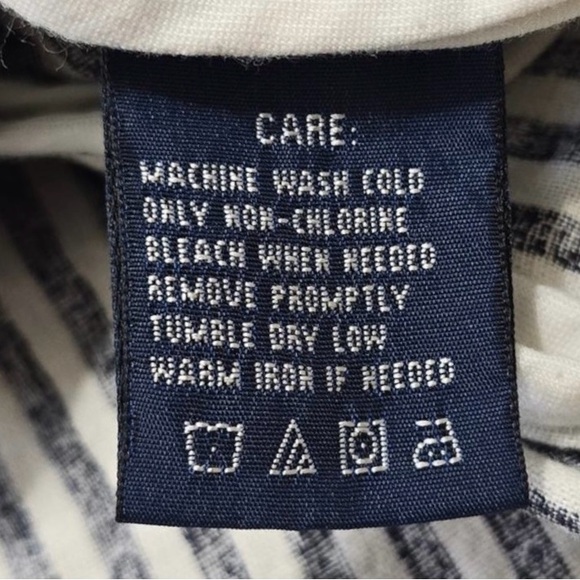 CARE:
MACHINE WASH COLD
ONLY NON-CHLORINE
BLEACH WHEN NEEDED
REMOVE PROMPTLY
TUMBLE DRY LOW
WARM IRON IF NEEDED